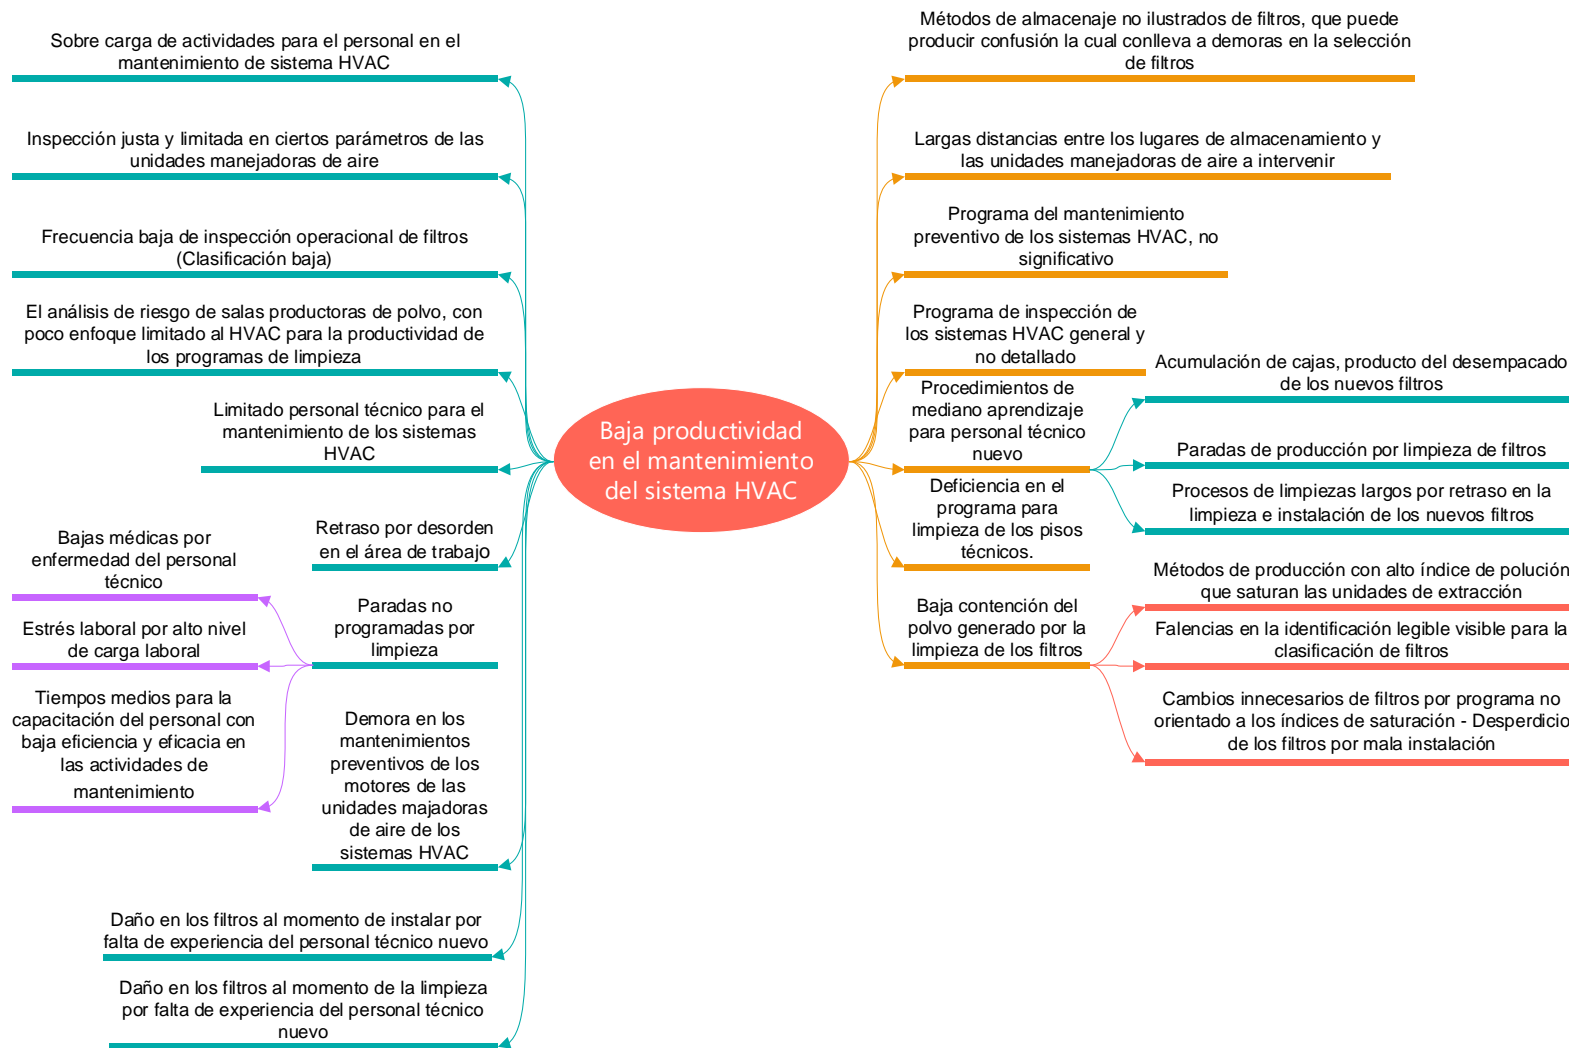 Sobre carga de actividades para el personal en el
mantenimiento de sistema HVAC
Inspección justa y limitada en ciertos parámetros de las
unidades manejadoras de aire
Frecuencia baja de inspección operacional de filtros
(Clasificación baja)
El análisis de riesgo de salas productoras de polvo, con
poco enfoque limitado al HVAC para la productividad de
los programas de limpieza
Limitado personal técnico para el
mantenimiento de los sistemas
HVAC
Retraso por desorden
en el área de trabajo
Paradas no
programadas por
limpieza
Bajas médicas por
enfermedad del personal
técnico
Estrés laboral por alto nivel
de carga laboral
Tiempos medios para la
capacitación del personal con
baja eficiencia y eficacia en
las actividades de
mantenimiento
Demora en los
mantenimientos
preventivos de los
motores de las
unidades majadoras
de aire de los
sistemas HVAC
Daño en los filtros al momento de instalar por
falta de experiencia del personal técnico nuevo
Daño en los filtros al momento de la limpieza
por falta de experiencia del personal técnico
nuevo
Baja productividad
en el mantenimiento
del sistema HVAC
Métodos de almacenaje no ilustrados de filtros, que puede
producir confusión la cual conlleva a demoras en la selección
de filtros
Largas distancias entre los lugares de almacenamiento y
las unidades manejadoras de aire a intervenir
Programa del mantenimiento
preventivo de los sistemas HVAC, no
significativo
Programa de inspección de
los sistemas HVAC general y
no detallado
Procedimientos de
mediano aprendizaje
para personal técnico
nuevo
Acumulación de cajas, producto del desempacado
de los nuevos filtros
Paradas de producción por limpieza de filtros
Procesos de limpiezas largos por retraso en la
limpieza e instalación de los nuevos filtros
Deficiencia en el
programa para
limpieza de los pisos
técnicos.
Baja contención del
polvo generado por la
limpieza de los filtros
Métodos de producción con alto índice de polución
que saturan las unidades de extracción
Falencias en la identificación legible visible para la
clasificación de filtros
Cambios innecesarios de filtros por programa no
orientado a los índices de saturación - Desperdicio
de los filtros por mala instalación